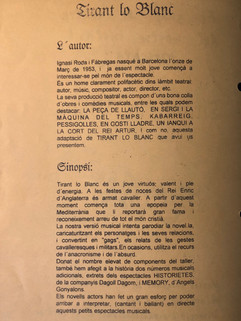 Tirant lo Blanc
L'autor:
Ignasi Roda i Fàbregas nasqué a Barcelona l'onze de
Març de 1953, i ja essent molt jove començà a
interessar-se pel món de l'espectacle.
Es un home clarament polifacètic dins làmbit teatral:
autor, músic, compositor, actor, director, etc.
La seva producció teatral es compon d'una bona colla
d'obres i comèdies musicals, entre les quals podem
destacar: LA PEÇA DE LLAUTÓ, EN SERGI I LA
MÀQUINA DEL TEMPS, KABARREIG,
PESSIGOLLES, EN COSTI LLADRE, UN IANQUI A
LA CORT DEL REI ARTUR, I com no, aquesta
adaptació de TIRANT LO BLANC que avui us
presentem.
Sinopsi:
Tirant lo Blanc és un jove virtuós, valent i ple
d'energia. A les festes de noces del Rei Enric
d'Anglaterra és armat cavaller. A partir d'aquest
moment comença tota una epopeia per la
Mediterrània que li reportarà gran fama i
reconeixement arreu de tot el món cristià.
La nostra versió musical intenta parodiar la novel.la,
caricaturitzant els personatges i les seves relacions,
i convertint en "gags", els relats de les gestes
cavalleresques i militars. En ocasions, utilitza el recurs
de l'anacronisme i de l'absurd.
Donat el nombre elevat de components del taller,
també hem afegit a la història dos números musicals
adicionals, extrets dels espectacles HISTORIETES
de la companyia Dagoll Dagom, i MEMORY, d'Àngels
Gonyalons.
Els novells actors han fet un gran esforç per poder
arribar a interpretar, (cantant i ballant) en directe
aquests petits espectacles musicals.